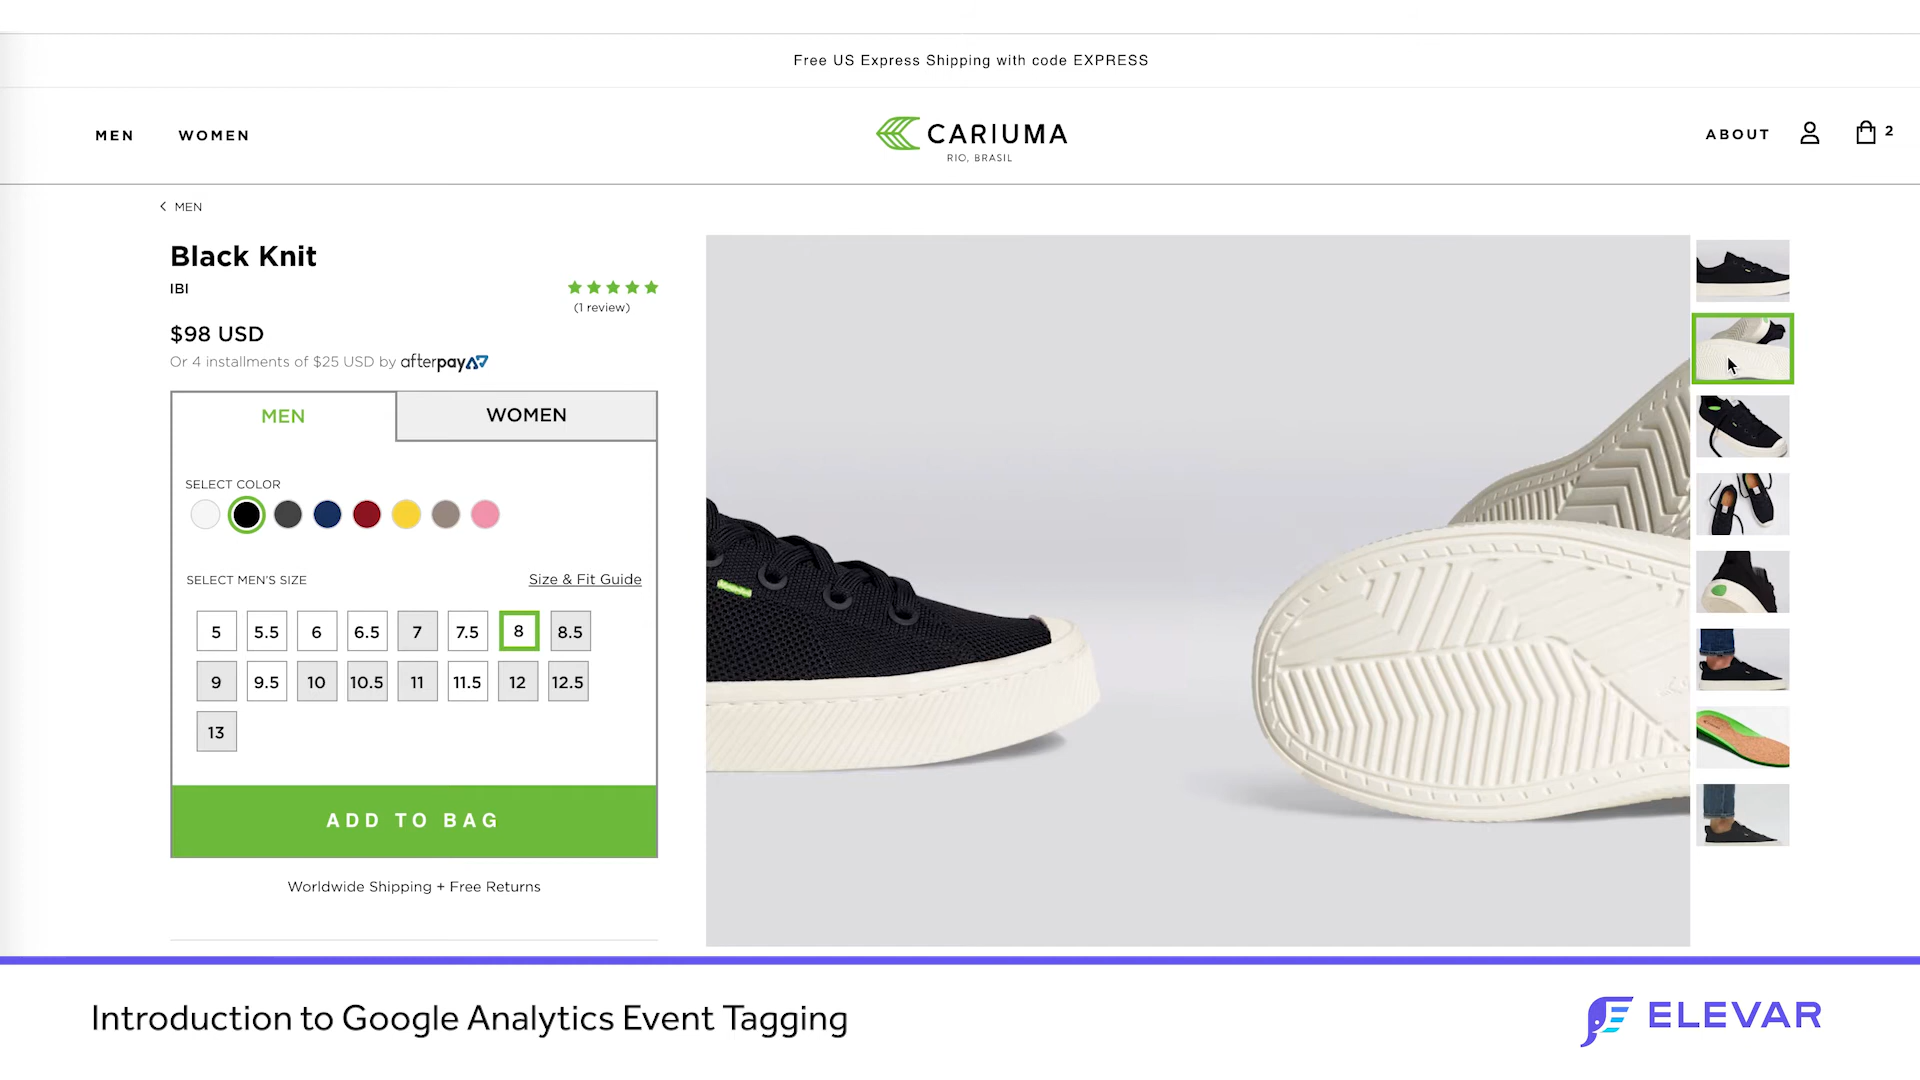 Free US Express Shipping with code EXPRESS
MEN WOMEN
CARIUMA
RIO, BRASIL
ABOUT
2
MEN
Black Knit
IBI
(1 review)
$98 USD
Or 4 installments of $25 USD by afterpay
MEN WOMEN
SELECT COLOR
SELECT MEN'S SIZE Size & Fit Guide
5 5.5 6 6.5 7 7.5 8 8.5
9 9.5 10 10.5 11 11.5 12 12.5
13
ADD TO BAG
Worldwide Shipping + Free Returns
Introduction to Google Analytics Event Tagging
ELEVAR